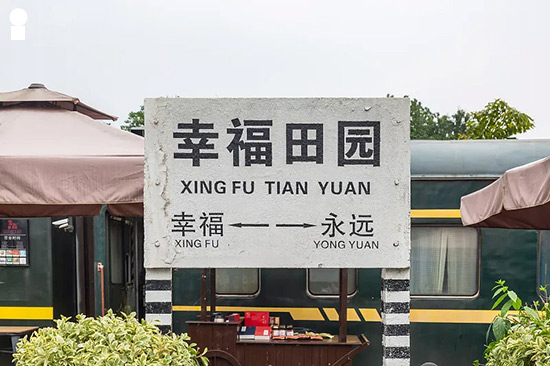 幸福田园
XING FU TIAN YUAN
幸福 ←→ 永远
XING FU YONG YUAN